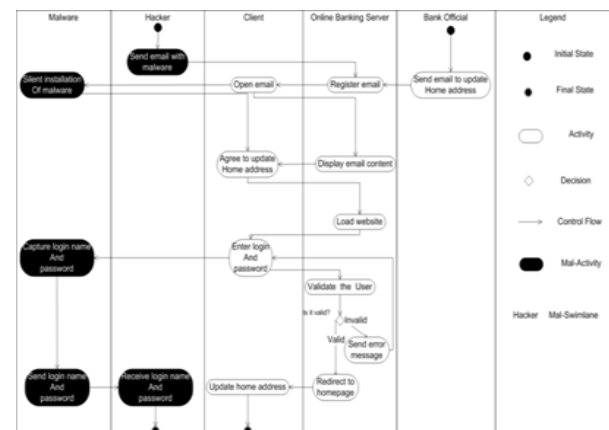 Malware
Hacker
Client
Online Banking Server
Bank Official
Legend
Send email with
malware
Initial State
Silent installation
Of malware
Open email
Register email
Send email to update
Home address
Final State
Activity
Agree to update
Home address
Display email content
Decision
Load website
Control Flow
Capture login name
And
password
Enter login
And
password
Mal-Activity
Validate the User
Is it valid?
Invalid
Hacker
Mal-Swimlane
Valid
Send error
message
Send login name
And
password
Receive login name
And
password
Update home address
Redirect to
homepage